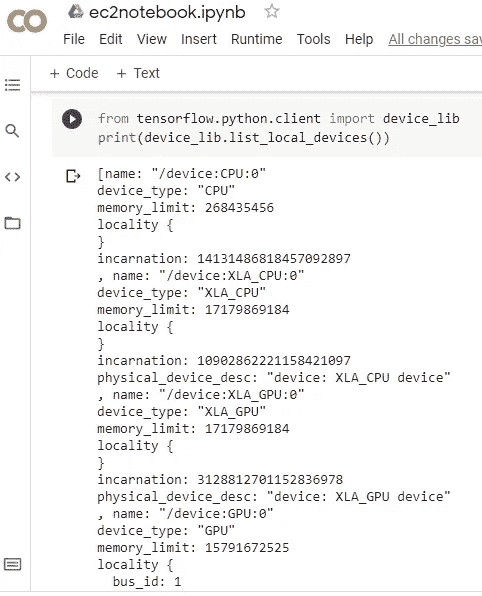 CO
ec2notebook.ipynb
File Edit View Insert Runtime Tools Help All changes sav
+ Code + Text
from tensorflow.python.client import device_lib
print(device_lib.list_local_devices())
[name: "/device:CPU:0"
device_type: "CPU"
memory_limit: 268435456
locality {
}
incarnation: 14131486818457092897
, name: "/device:XLA_CPU:0"
device_type: "XLA_CPU"
memory_limit: 17179869184
locality {
}
incarnation: 10902862221158421097
physical_device_desc: "device: XLA_CPU device"
, name: "/device:XLA_GPU:0"
device_type: "XLA_GPU"
memory_limit: 17179869184
locality {
}
incarnation: 3128812701152836978
physical_device_desc: "device: XLA_GPU device"
, name: "/device:GPU:0"
device_type: "GPU"
memory_limit: 15791672525
locality {
  bus_id: 1